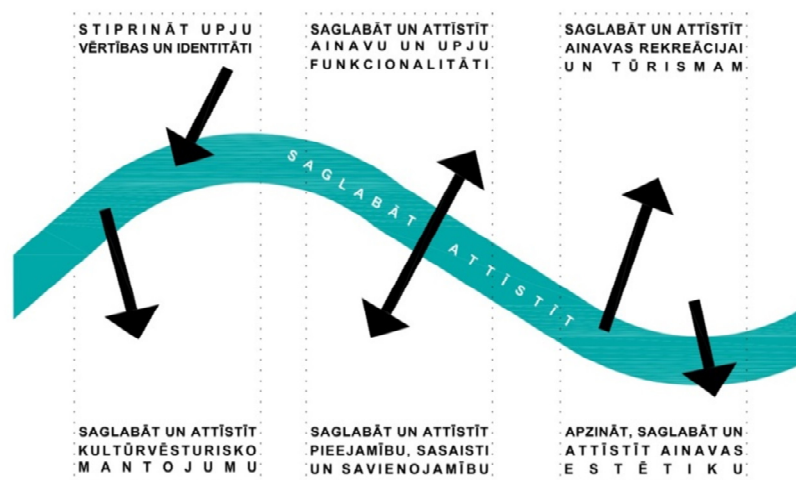 STIPRINĀT UPJU
VĒRTĪBAS UN IDENTITĀTI
SAGLABĀT UN ATTĪSTĪT
AINAVU UN UPJU
FUNKCIONALITĀTI
SAGLABĀT UN ATTĪSTĪT
AINAVAS REKREĀCIJAI
UN TŪRISMAM
SAGLABĀT ATTĪSTĪT
SAGLABĀT UN ATTĪSTĪT
KULTŪRVĒSTURISKO
MANTOJUMU
SAGLABĀT UN ATTĪSTĪT
PIEEJAMĪBU, SASAISTI
UN SAVIENOJAMĪBU
APZINĀT, SAGLABĀT UN
ATTĪSTĪT AINAVAS
ESTĒTIKU